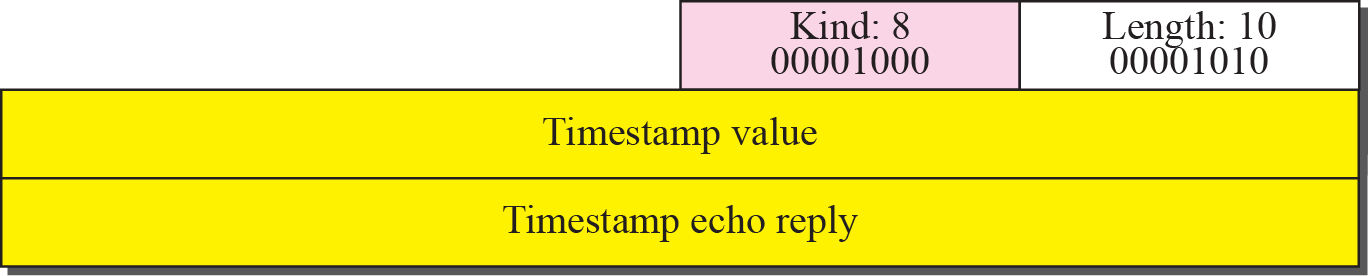 Kind: 8
00001000
Length: 10
00001010
Timestamp value
Timestamp echo reply